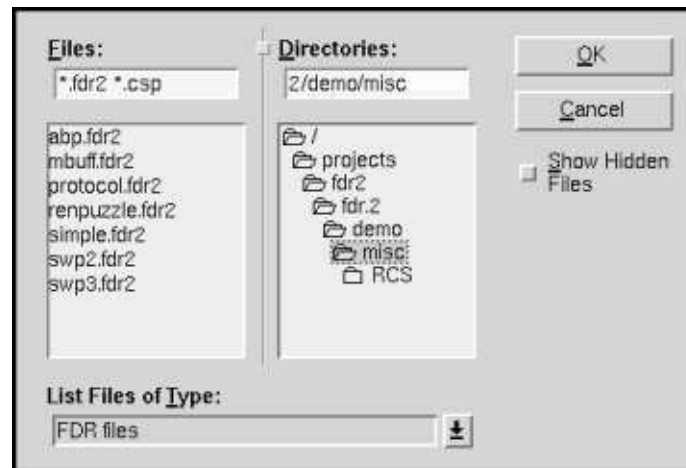 Files:
*.fdr2 *.csp
abp.fdr2
mbuff.fdr2
protocol.fdr2
renpuzzle.fdr2
simple.fdr2
swp2.fdr2
swp3.fdr2
Directories:
2/demo/misc
/
projects
fdr2
fdr.2
demo
misc
RCS
OK
Cancel
Show Hidden
Files
List Files of Type:
FDR files